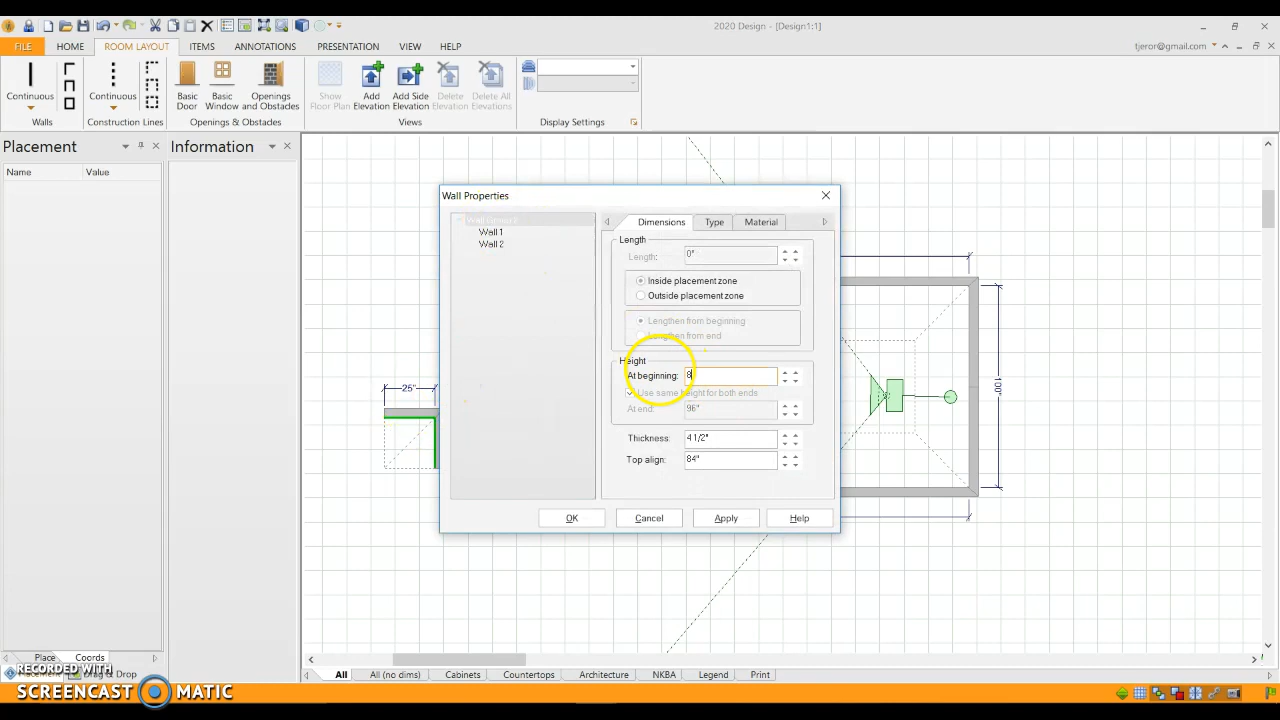 2020 Design - [Design1:1]
FILE HOME ROOM LAYOUT ITEMS ANNOTATIONS PRESENTATION VIEW HELP
tjeror@gmail.com
Continuous
Walls
Continuous
Construction Lines
Basic Door
Basic Window
Openings and Obstacles
Openings & Obstacles
Show Floor Plan
Add Elevation
Add Side Elevation
Delete Elevation
Delete All Elevations
Views
Display Settings
Placement
Name Value
Information
Wall Properties
Wall 1
Wall 2
Dimensions Type Material
Length
Length: 0"
Inside placement zone
Outside placement zone
Lengthen from beginning
Lengthen from end
Height
At beginning: 8
Use same height for both ends
At end: 96"
Thickness: 4 1/2"
Top align: 84"
OK Cancel Apply Help
25"
100"
Place Coords
Placement Drag & Drop
All All (no dims) Cabinets Countertops Architecture NKBA Legend Print
RECORDED WITH
SCREENCAST MATIC